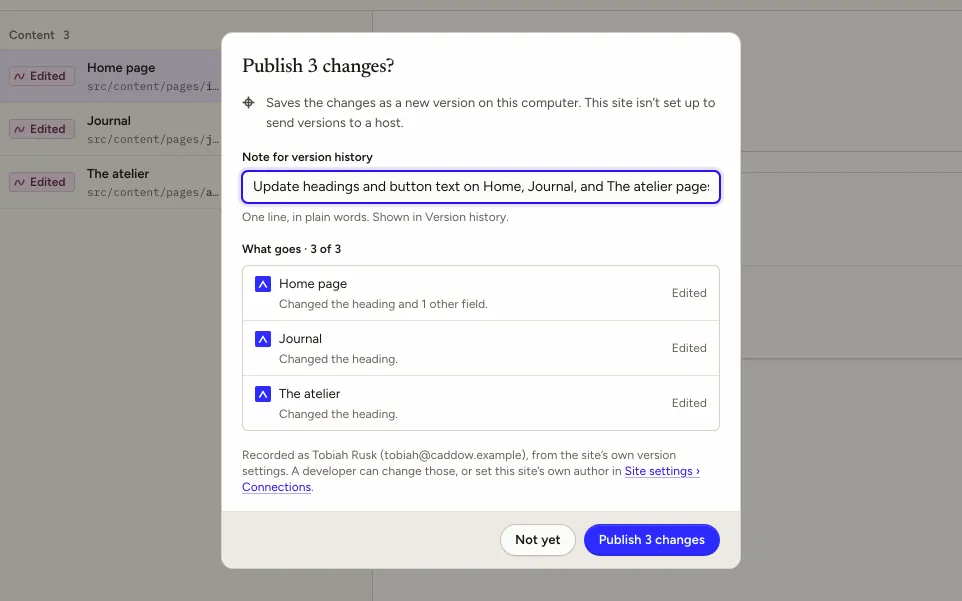 Content 3
Edited
Home page
src/content/pages/i…
Edited
Journal
src/content/pages/j…
Edited
The atelier
src/content/pages/a…
Publish 3 changes?
Saves the changes as a new version on this computer. This site isn’t set up to
send versions to a host.
Note for version history
Update headings and button text on Home, Journal, and The atelier pages
One line, in plain words. Shown in Version history.
What goes · 3 of 3
Home page
Changed the heading and 1 other field.
Edited
Journal
Changed the heading.
Edited
The atelier
Changed the heading.
Edited
Recorded as Tobiah Rusk (tobiah@caddow.example), from the site’s own version
settings. A developer can change those, or set this site’s own author in Site settings ›
Connections.
Not yet
Publish 3 changes